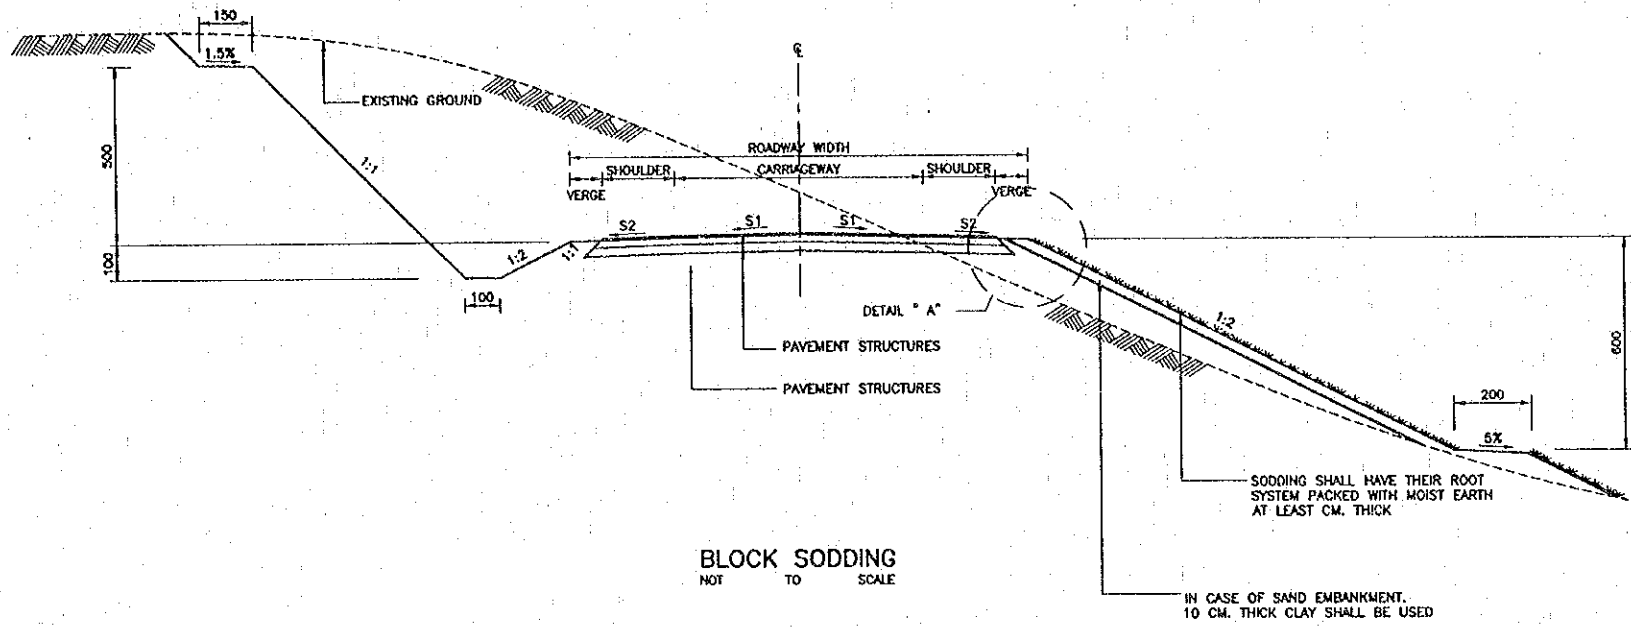 150
1.5%
EXISTING GROUND
500
1:1
ROADWAY WIDTH
SHOULDER
CARRIAGEWAY
SHOULDER
VERGE
VERGE
S2
S1
S1
S2
100
1:2
1:1
100
DETAIL " A"
1:2
600
PAVEMENT STRUCTURES
PAVEMENT STRUCTURES
200
5%
SODDING SHALL HAVE THEIR ROOT
SYSTEM PACKED WITH MOIST EARTH
AT LEAST CM. THICK
BLOCK SODDING
NOT TO SCALE
IN CASE OF SAND EMBANKMENT.
10 CM. THICK CLAY SHALL BE USED